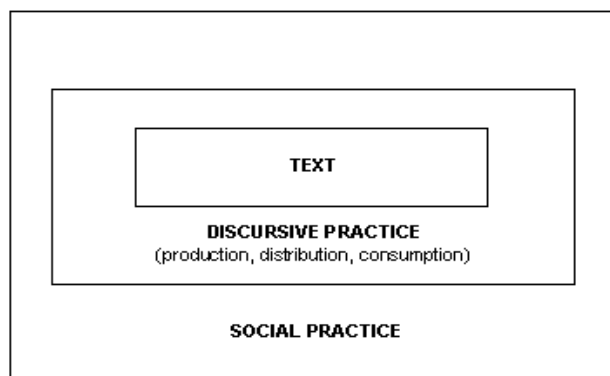 TEXT
DISCURSIVE PRACTICE
(production, distribution, consumption)
SOCIAL PRACTICE